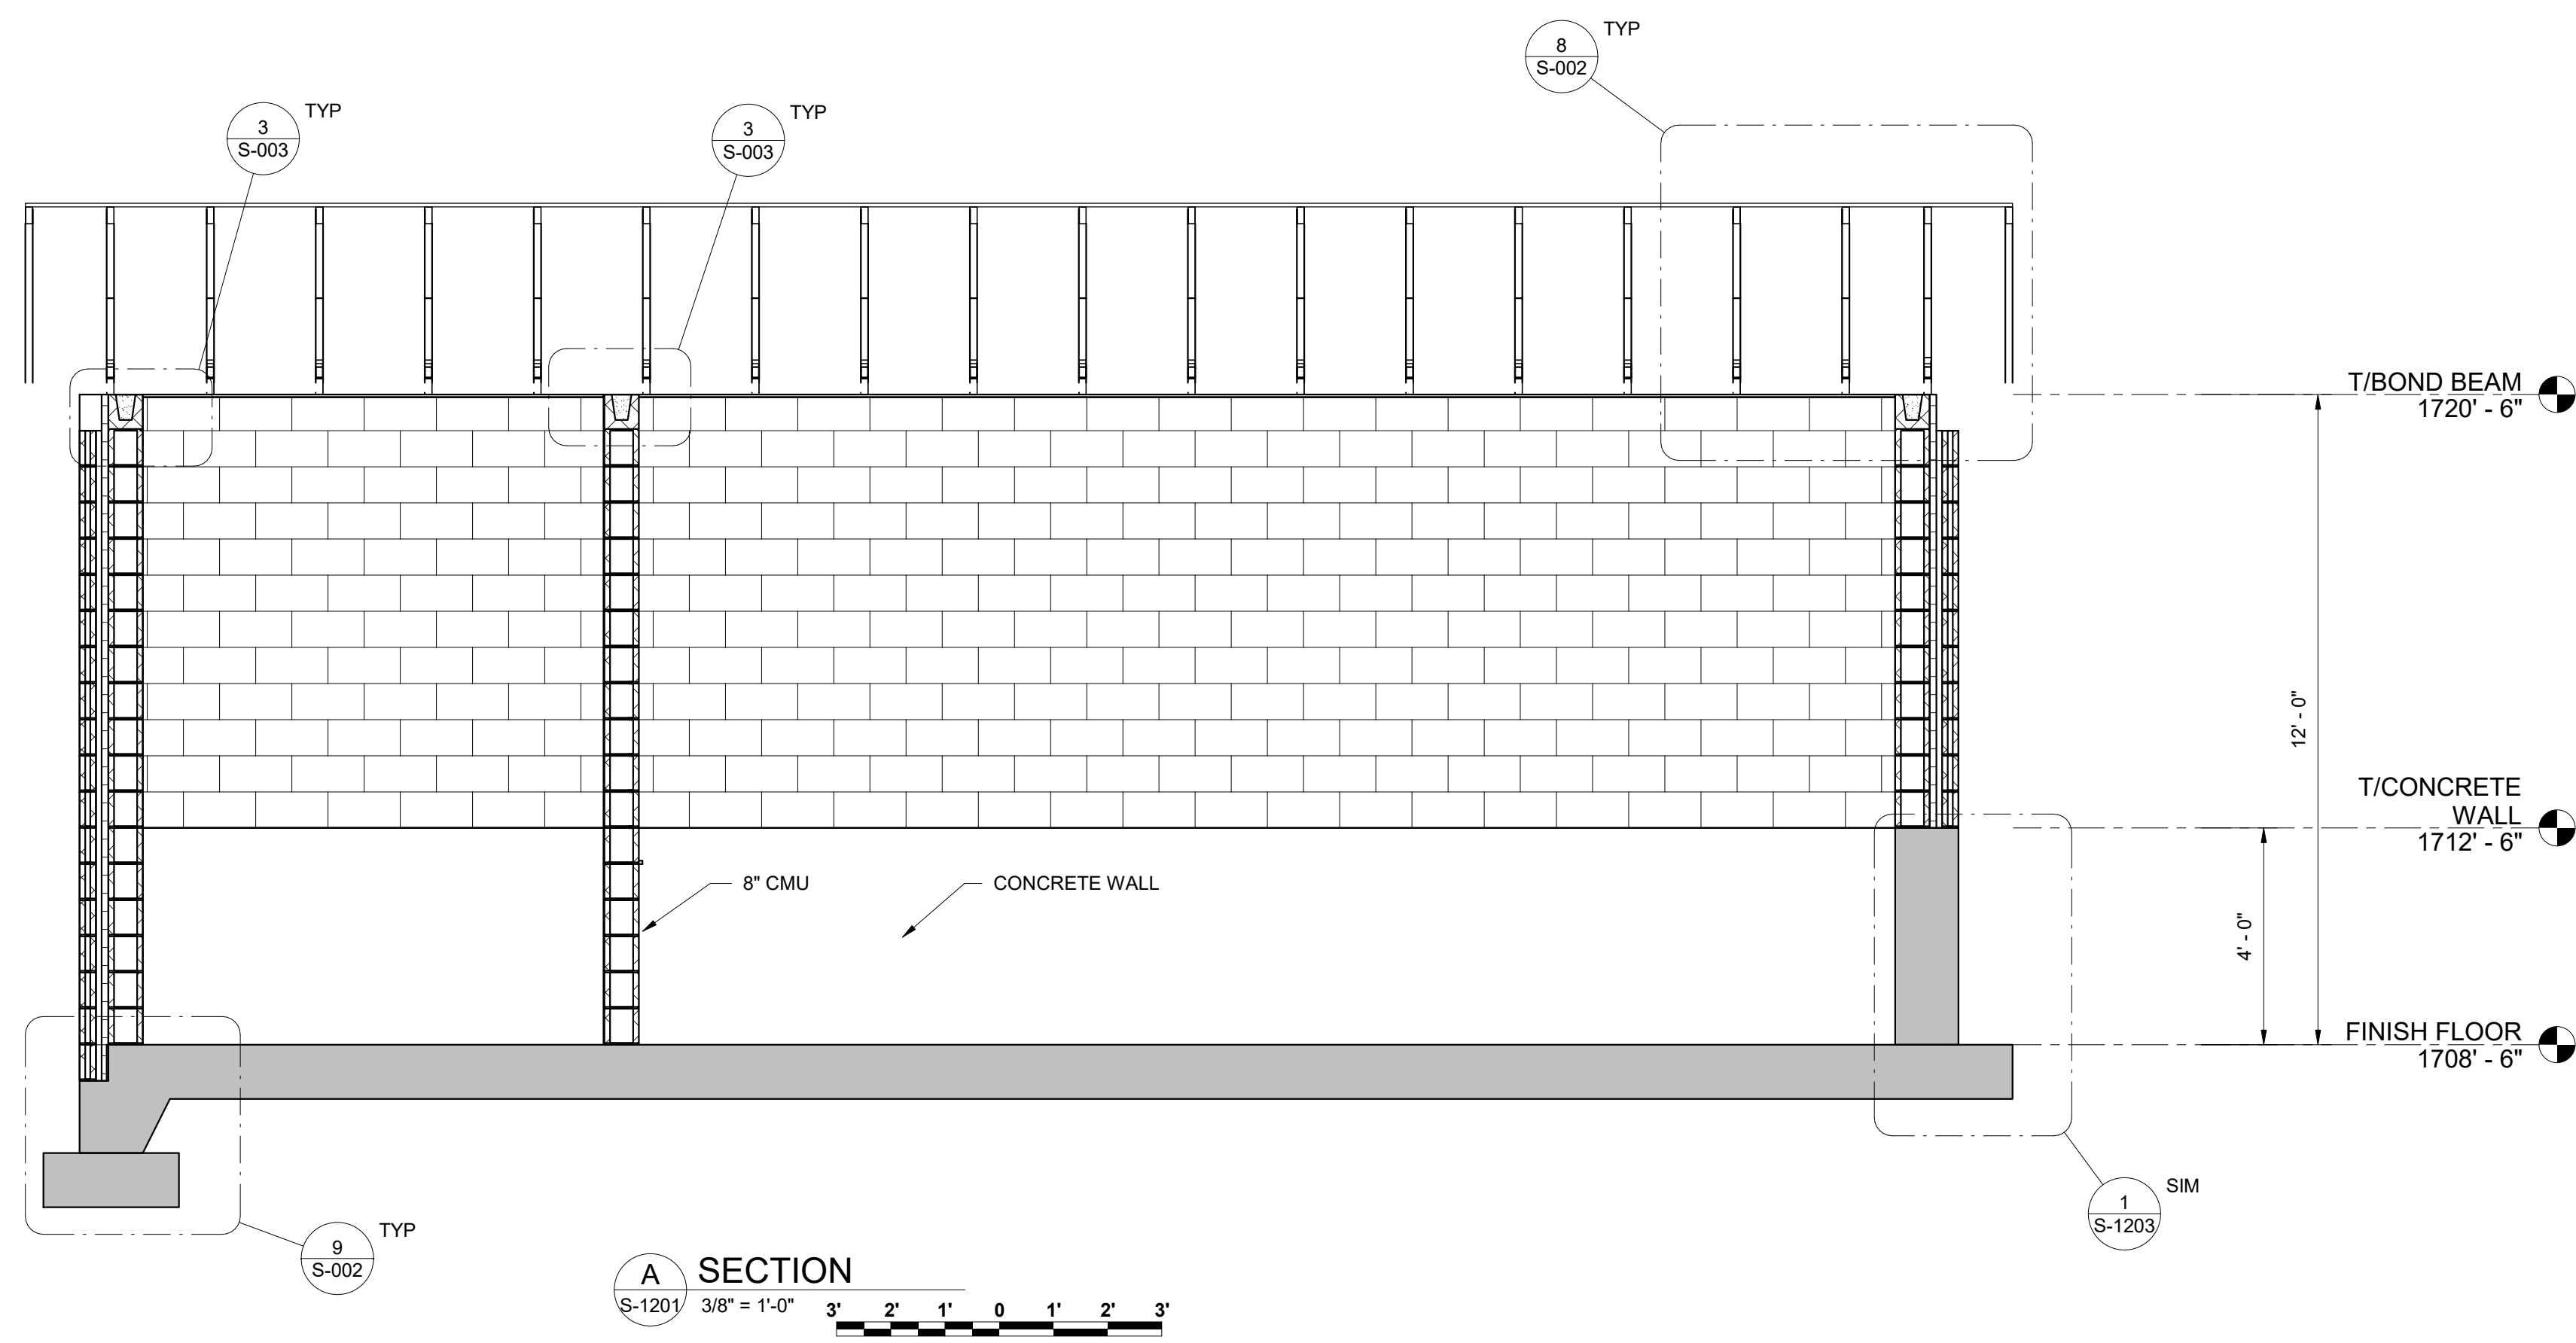 8
S-002
TYP
3
S-003
TYP
3
S-003
TYP
T/BOND BEAM
1720' - 6"
12' - 0"
T/CONCRETE
WALL
1712' - 6"
8" CMU
CONCRETE WALL
4' - 0"
FINISH FLOOR
1708' - 6"
1
S-1203
SIM
9
S-002
TYP
A
S-1201
SECTION
3/8" = 1'-0"
3' 2' 1' 0 1' 2' 3'